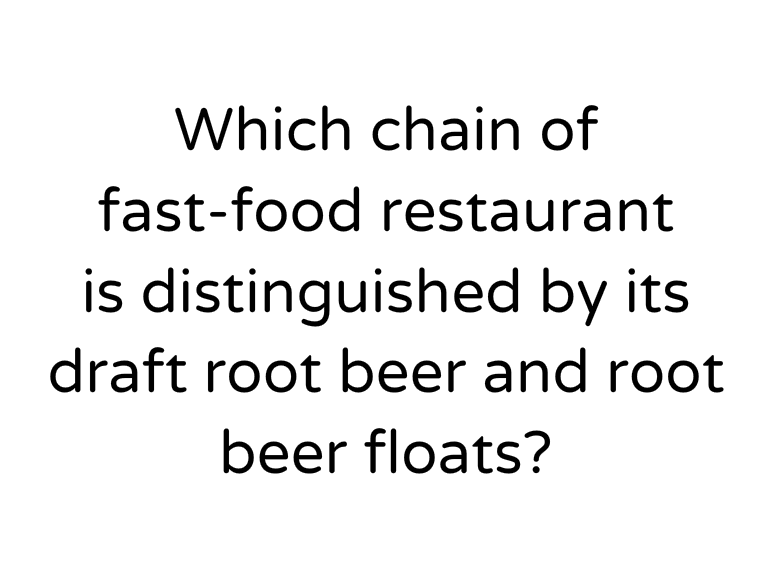 Which chain of
fast-food restaurant
is distinguished by its
draft root beer and root
beer floats?